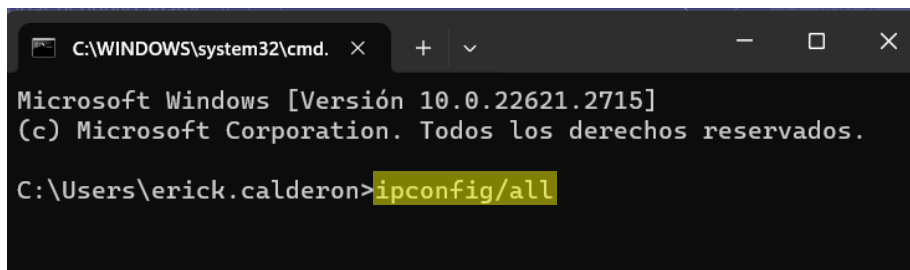 C:\WINDOWS\system32\cmd.
Microsoft Windows [Versión 10.0.22621.2715]
(c) Microsoft Corporation. Todos los derechos reservados.
C:\Users\erick.calderon>ipconfig/all